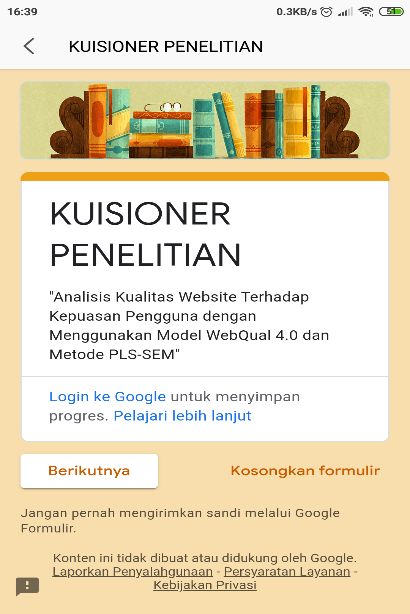 16:39
0.3KB/s
51
KUISIONER PENELITIAN
KUISIONER
PENELITIAN
"Analisis Kualitas Website Terhadap
Kepuasan Pengguna dengan
Menggunakan Model WebQual 4.0 dan
Metode PLS-SEM"
Login ke Google untuk menyimpan
progres. Pelajari lebih lanjut
Berikutnya
Kosongkan formulir
Jangan pernah mengirimkan sandi melalui Google
Formulir.
Konten ini tidak dibuat atau didukung oleh Google.
Laporkan Penyalahgunaan - Persyaratan Layanan -
Kebijakan Privasi